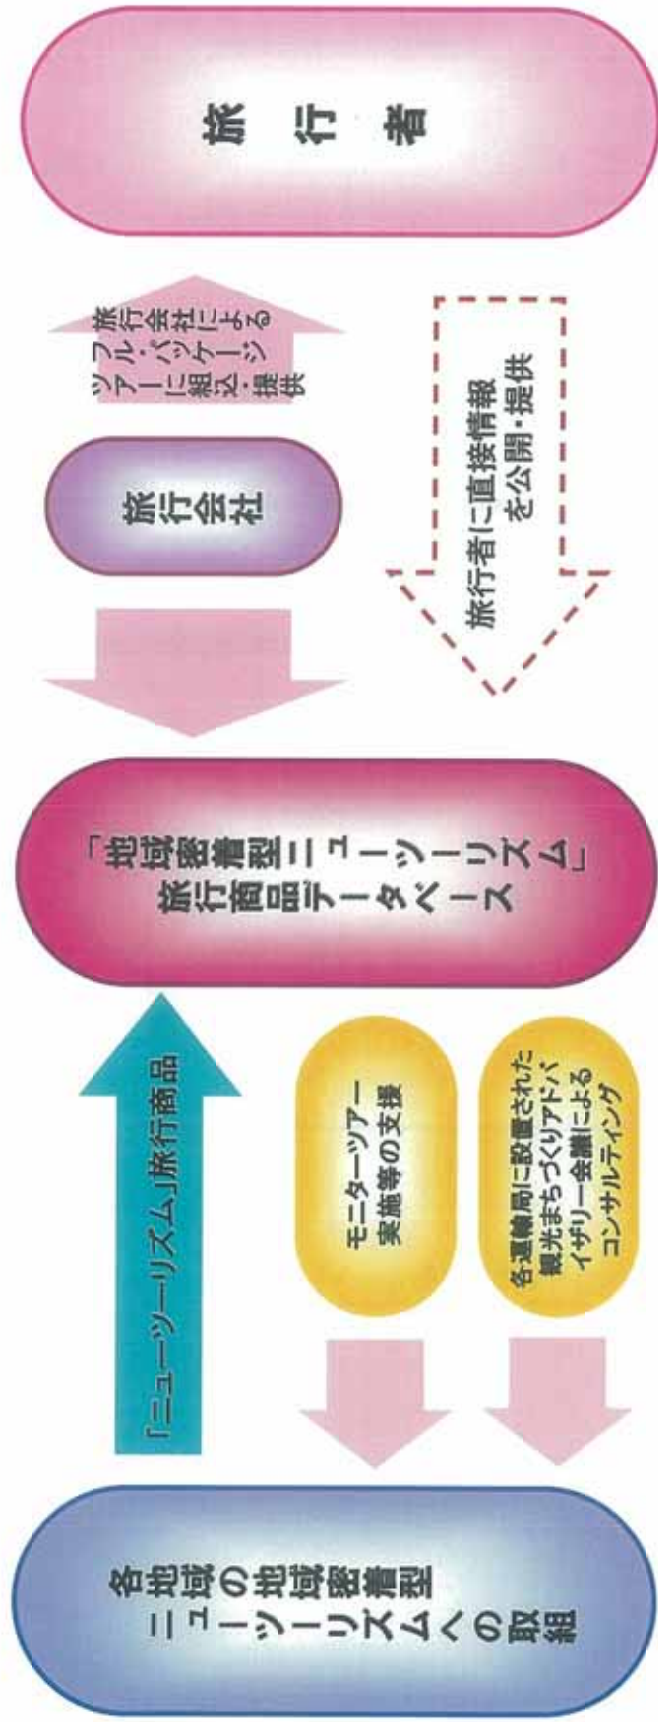 各地域の地域密着型
ニューツーリズムへの取組
「ニューツーリズム」旅行商品
モニターツアー
実施等の支援
各運輸局に設置された
観光まちづくりアドバ
イザリー会議による
コンサルティング
「地域密着型ニューツーリズム」
旅行商品データベース
旅行会社
旅行会社による
フル・パッケージ
ツアーに組込・提供
旅行者に直接情報
を公開・提供
旅行者